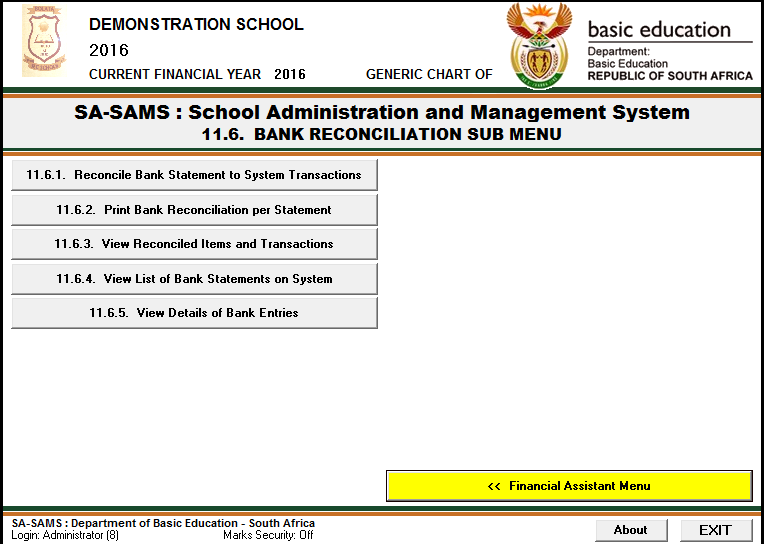 DEMONSTRATION SCHOOL
2016
CURRENT FINANCIAL YEAR 2016 GENERIC CHART OF
basic education
Department:
Basic Education
REPUBLIC OF SOUTH AFRICA
SA-SAMS : School Administration and Management System
11.6. BANK RECONCILIATION SUB MENU
11.6.1. Reconcile Bank Statement to System Transactions
11.6.2. Print Bank Reconciliation per Statement
11.6.3. View Reconciled Items and Transactions
11.6.4. View List of Bank Statements on System
11.6.5. View Details of Bank Entries
<< Financial Assistant Menu
SA-SAMS : Department of Basic Education - South Africa
Login: Administrator (8) Marks Security: Off
About EXIT